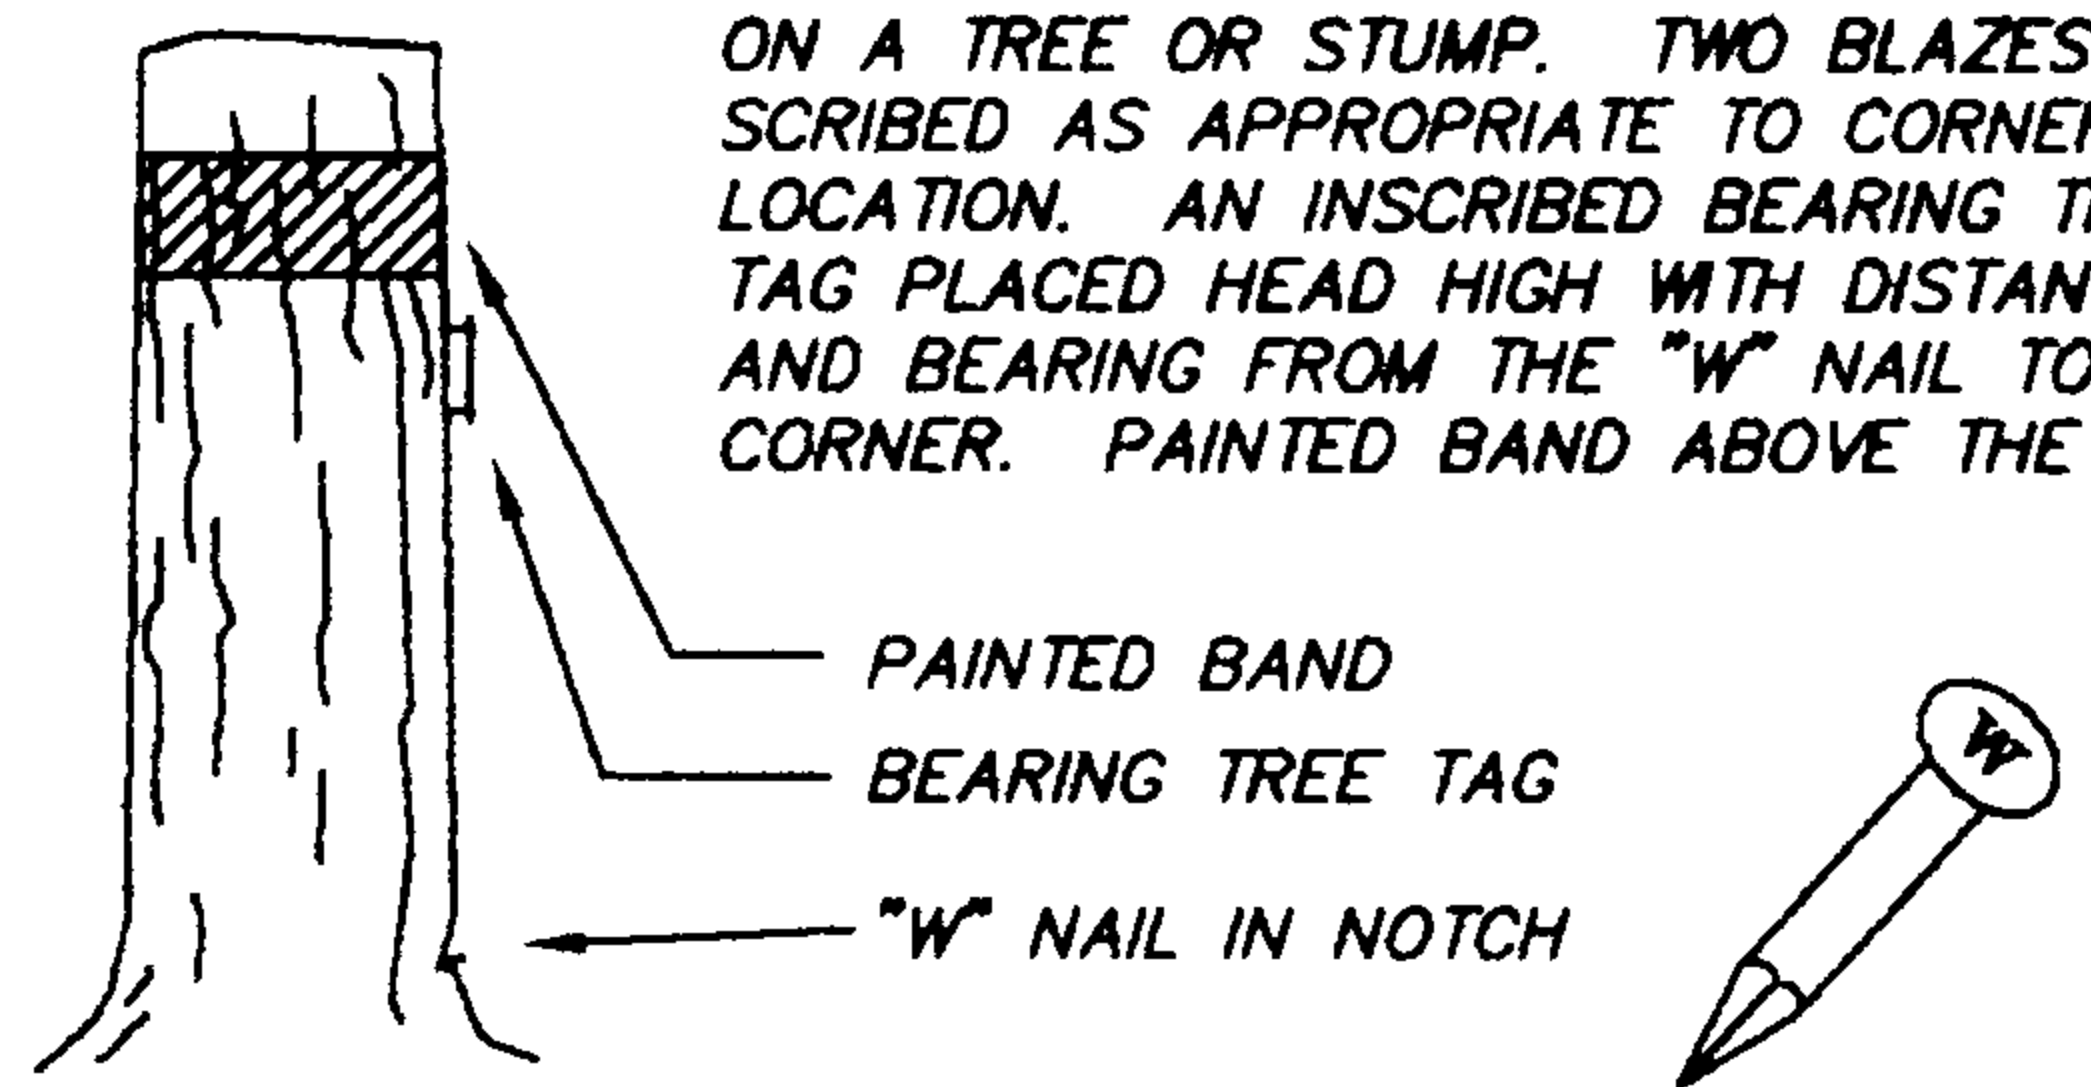 ON A TREE OR STUMP. TWO BLAZES
SCRIBED AS APPROPRIATE TO CORNER
LOCATION. AN INSCRIBED BEARING
TAG PLACED HEAD HIGH WITH DISTAN
AND BEARING FROM THE "W" NAIL TO
CORNER. PAINTED BAND ABOVE THE
PAINTED BAND
BEARING TREE TAG
"W" NAIL IN NOTCH
W